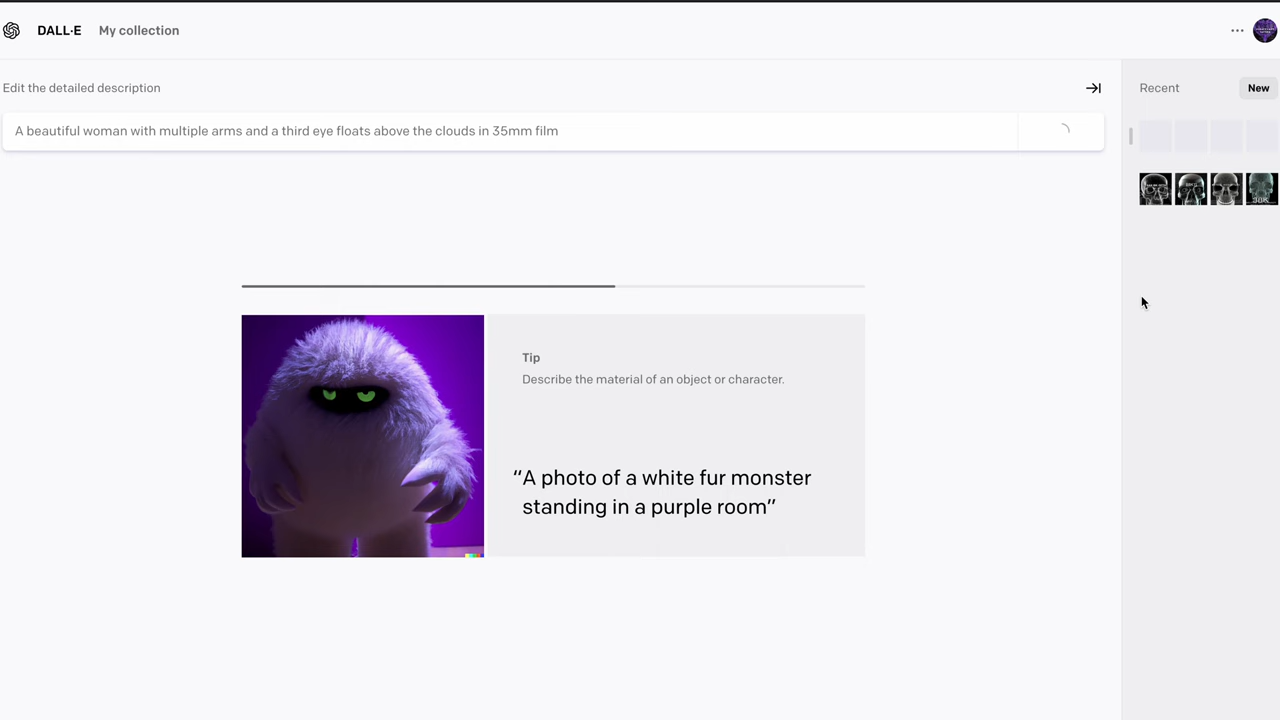 DALL·E
My collection
Edit the detailed description
Recent
New
A beautiful woman with multiple arms and a third eye floats above the clouds in 35mm film
Tip
Describe the material of an object or character.
“A photo of a white fur monster
standing in a purple room”